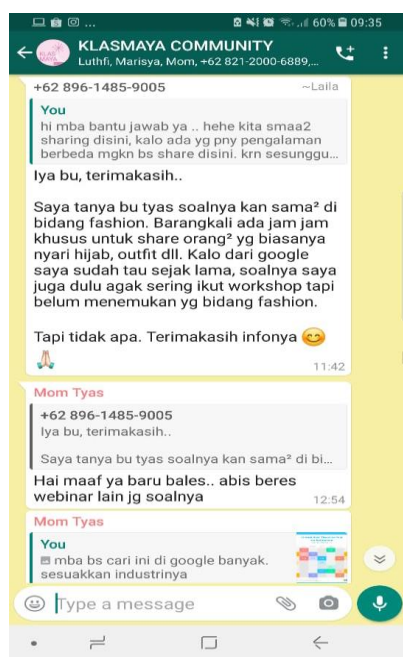 ... 60% 09:35
KLASMAYA COMMUNITY
Luthfi, Marisya, Mom, +62 821-2000-6889,...
+62 896-1485-9005 ~Laila
You
hi mba bantu jawab ya .. hehe kita smaa2
sharing disini, kalo ada yg pny pengalaman
berbeda mgkn bs share disini. krn sesunggu...
Iya bu, terimakasih..
Saya tanya bu tyas soalnya kan sama² di
bidang fashion. Barangkali ada jam jam
khusus untuk share orang² yg biasanya
nyari hijab, outfit dll. Kalo dari google
saya sudah tau sejak lama, soalnya saya
juga dulu agak sering ikut workshop tapi
belum menemukan yg bidang fashion.
Tapi tidak apa. Terimakasih infonya 😊
🙏🏻 11:42
Mom Tyas
+62 896-1485-9005
Iya bu, terimakasih..
Saya tanya bu tyas soalnya kan sama² di bi...
Hai maaf ya baru bales.. abis beres
webinar lain jg soalnya 12:54
Mom Tyas
You
mba bs cari ini di google banyak.
sesuakkan industrinya
Type a message